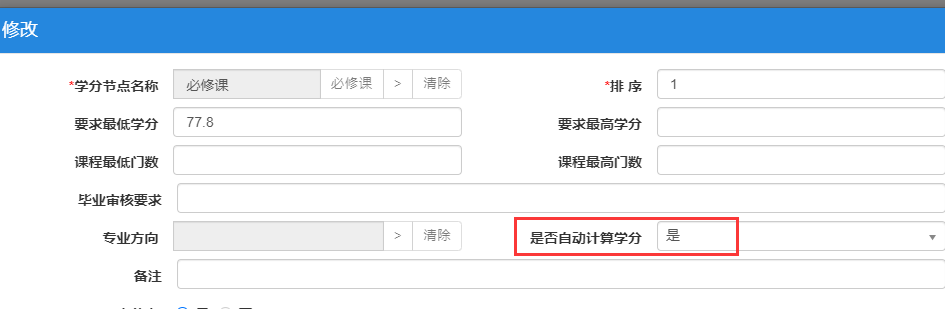 修改
*学分节点名称 必修课 必修课 > 清除 *排 序 1
要求最低学分 77.8 要求最高学分
课程最低门数 课程最高门数
毕业审核要求
专业方向 > 清除 是否自动计算学分 是
备注